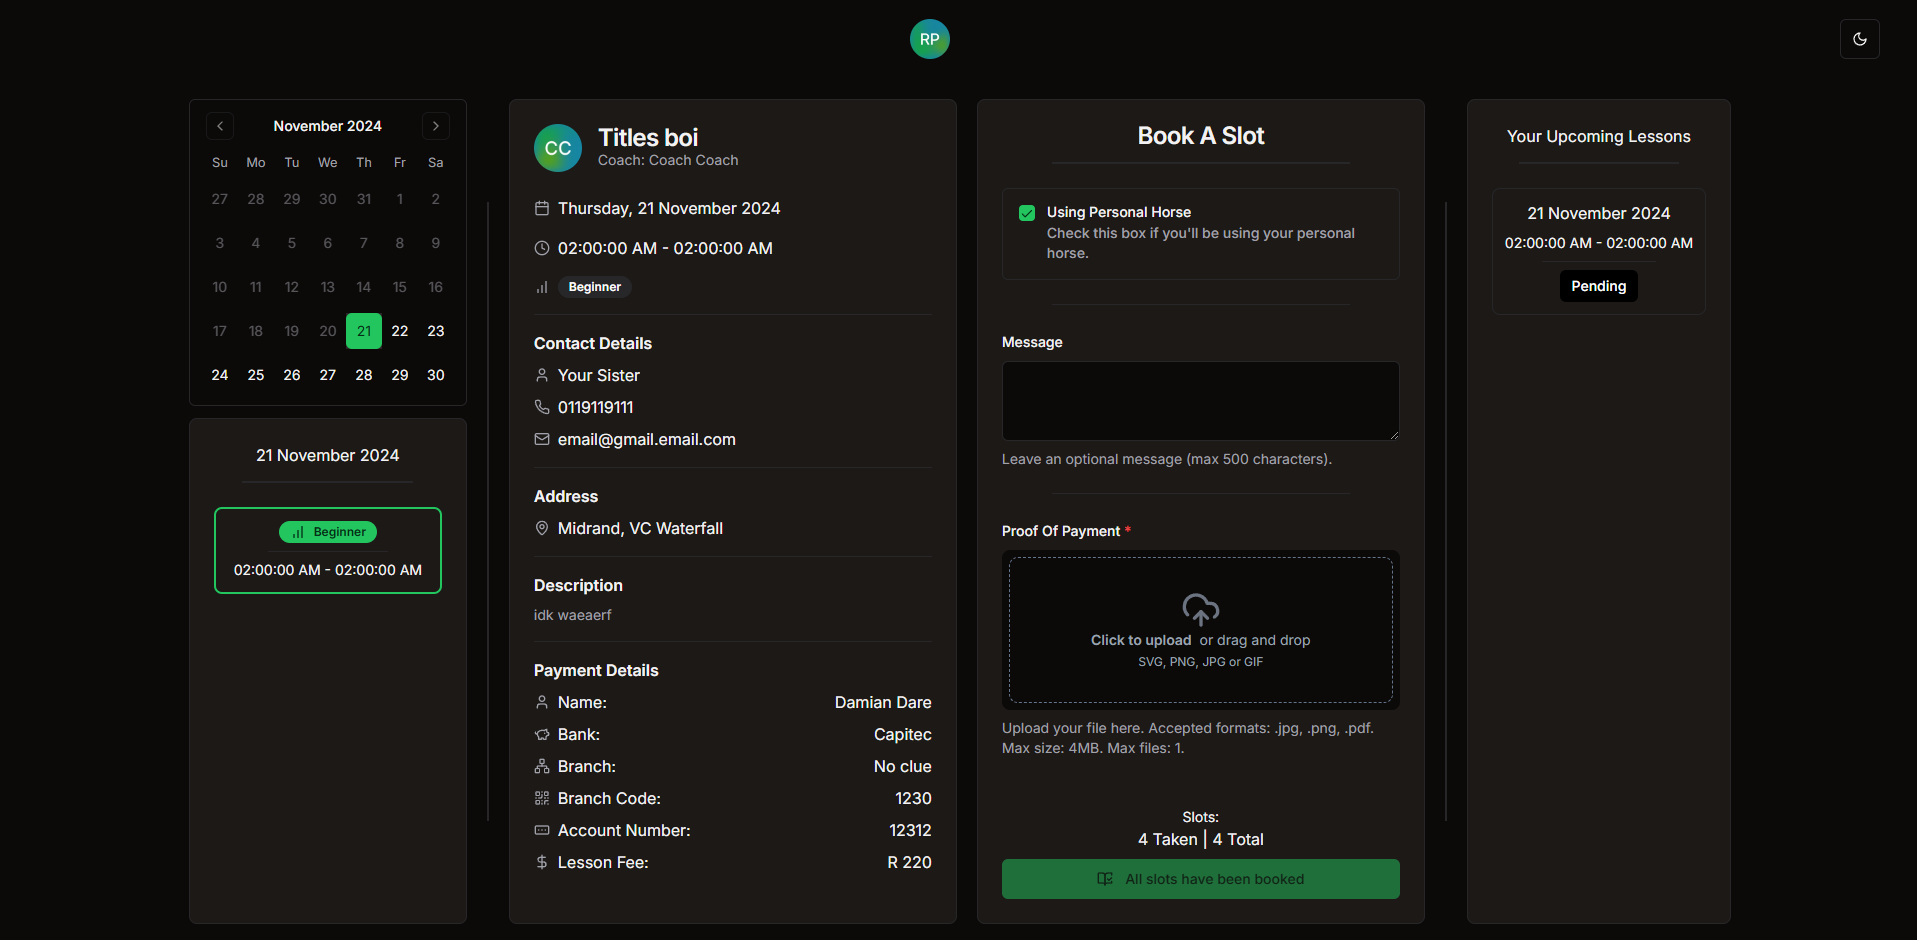 RP
November 2024
Su Mo Tu We Th Fr Sa
27 28 29 30 31 1 2
3 4 5 6 7 8 9
10 11 12 13 14 15 16
17 18 19 20 21 22 23
24 25 26 27 28 29 30
21 November 2024
Beginner
02:00:00 AM - 02:00:00 AM
CC
Titles boi
Coach: Coach Coach
Thursday, 21 November 2024
02:00:00 AM - 02:00:00 AM
Beginner
Contact Details
Your Sister
0119119111
email@gmail.email.com
Address
Midrand, VC Waterfall
Description
idk waeaerf
Payment Details
Name: Damian Dare
Bank: Capitec
Branch: No clue
Branch Code: 1230
Account Number: 12312
Lesson Fee: R 220
Book A Slot
Using Personal Horse
Check this box if you'll be using your personal
horse.
Message
Leave an optional message (max 500 characters).
Proof Of Payment *
Click to upload or drag and drop
SVG, PNG, JPG or GIF
Upload your file here. Accepted formats: .jpg, .png, .pdf.
Max size: 4MB. Max files: 1.
Slots:
4 Taken | 4 Total
All slots have been booked
Your Upcoming Lessons
21 November 2024
02:00:00 AM - 02:00:00 AM
Pending